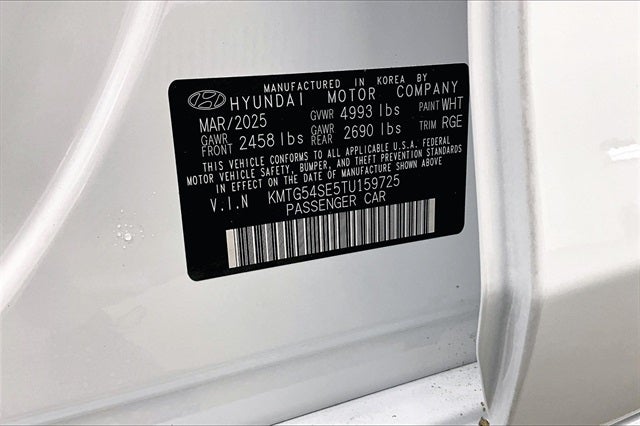 MANUFACTURED IN KOREA BY
HYUNDAI MOTOR COMPANY
MAR/2025 GVWR 4993 lbs PAINT WHT
GAWR FRONT 2458 lbs GAWR REAR 2690 lbs TRIM RGE
THIS VEHICLE CONFORMS TO ALL APPLICABLE U.S.A. FEDERAL
MOTOR VEHICLE SAFETY, BUMPER, AND THEFT PREVENTION STANDARDS
IN EFFECT ON THE DATE OF MANUFACTURE SHOWN ABOVE.
V.I.N KMTG54SE5TU159725
PASSENGER CAR